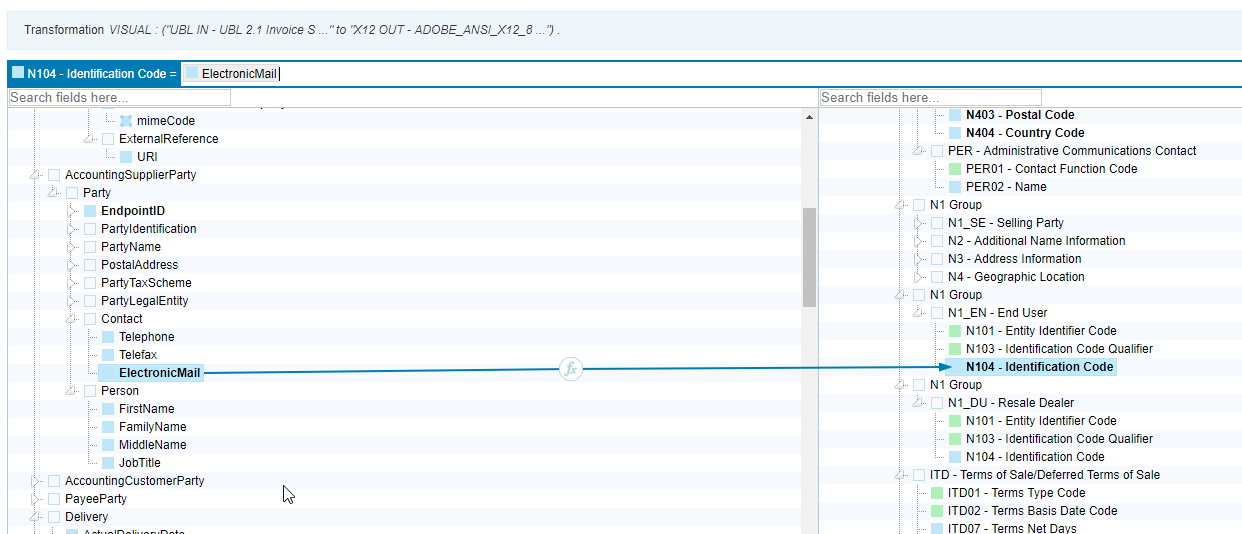 Transformation VISUAL : ("UBL IN - UBL 2.1 Invoice S ..." to "X12 OUT - ADOBE_ANSI_X12_8 ...") .
N104 - Identification Code = ElectronicMail
Search fields here...
mimeCode
ExternalReference
URI
AccountingSupplierParty
Party
EndpointID
PartyIdentification
PartyName
PostalAddress
PartyTaxScheme
PartyLegalEntity
Contact
Telephone
Telefax
ElectronicMail
Person
FirstName
FamilyName
MiddleName
JobTitle
AccountingCustomerParty
PayeeParty
Delivery
ActualDeliveryDate
fx
Search fields here...
N403 - Postal Code
N404 - Country Code
PER - Administrative Communications Contact
PER01 - Contact Function Code
PER02 - Name
N1 Group
N1_SE - Selling Party
N2 - Additional Name Information
N3 - Address Information
N4 - Geographic Location
N1 Group
N1_EN - End User
N101 - Entity Identifier Code
N103 - Identification Code Qualifier
N104 - Identification Code
N1 Group
N1_DU - Resale Dealer
N101 - Entity Identifier Code
N103 - Identification Code Qualifier
N104 - Identification Code
ITD - Terms of Sale/Deferred Terms of Sale
ITD01 - Terms Type Code
ITD02 - Terms Basis Date Code
ITD07 - Terms Net Days